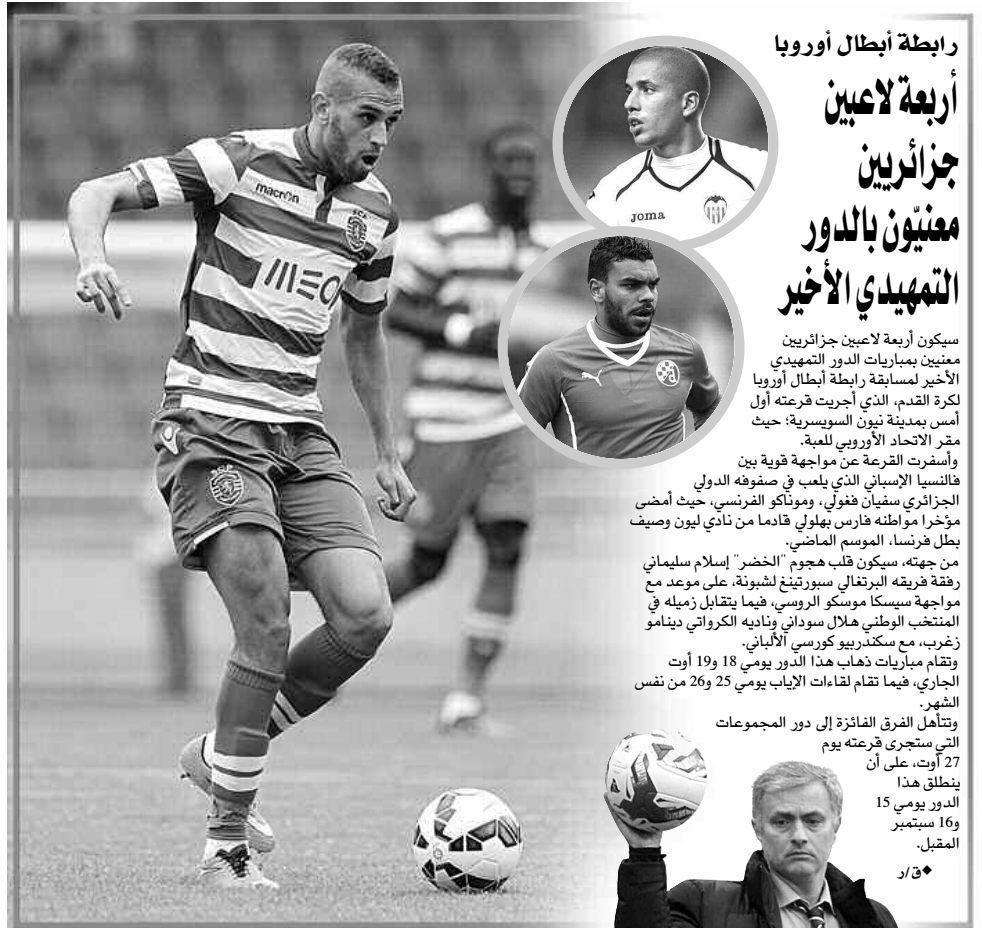 رابطة أبطال أوروبا
أربعة لاعبين
جزائريين
معنيّون بالدور
التمهيدي الأخير
سيكون أربعة لاعبين جزائريين
معنيين بمباريات الدور التمهيدي
الأخير لمسابقة رابطة أبطال أوروبا
لكرة القدم، الذي أجريت قرعته أول
أمس بمدينة نيون السويسرية؛ حيث
مقر الاتحاد الأوروبي للعبة.
وأسفرت القرعة عن مواجهة قوية بين
فالنسيا الإسباني الذي يلعب في صفوفه الدولي
الجزائري سفيان فغولي، وموناكو الفرنسي، حيث أمضى
مؤخرا مواطنه فارس بهلولي قادما من نادي ليون وصيف
بطل فرنسا، الموسم الماضي.
من جهته، سيكون قلب هجوم "الخضر" إسلام سليماني
رفقة فريقه البرتغالي سبورتينغ لشبونة، على موعد مع
مواجهة سيسكا موسكو الروسي، فيما يتقابل زميله في
المنتخب الوطني هلال سوداني وناديه الكرواتي دينامو
زغرب، مع سكندربيو كورسي الألباني.
وتقام مباريات ذهاب هذا الدور يومي 18 و19 أوت
الجاري، فيما تقام لقاءات الإياب يومي 25 و26 من نفس
الشهر.
وتتأهل الفرق الفائزة إلى دور المجموعات
التي ستجرى قرعته يوم
27 أوت، على أن
ينطلق هذا
الدور يومي 15
و16 سبتمبر
المقبل.
◆ق/ر
joma
macron
SCP
MEO
SCP